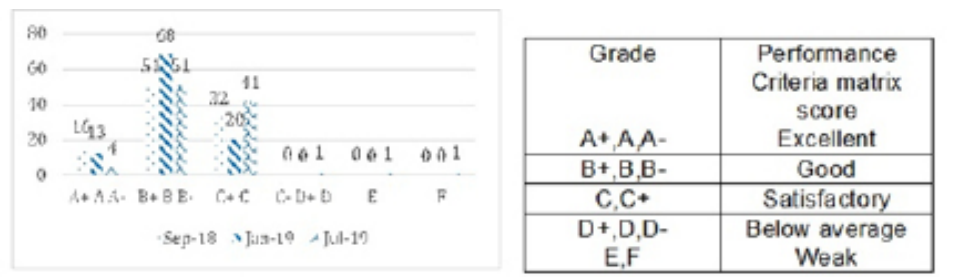 80
68
60
51
51
41
40
32
20
20
16
13
4
0 0 1
0 0 1
0 0 1
0
A+ A A-
B+ B B-
C+ C
C- D+ D
E
F
Sep-18
Jun-19
Jul-19
Grade
Performance
Criteria matrix
score
A+,A,A-
Excellent
B+,B,B-
Good
C,C+
Satisfactory
D+,D,D-
Below average
E,F
Weak